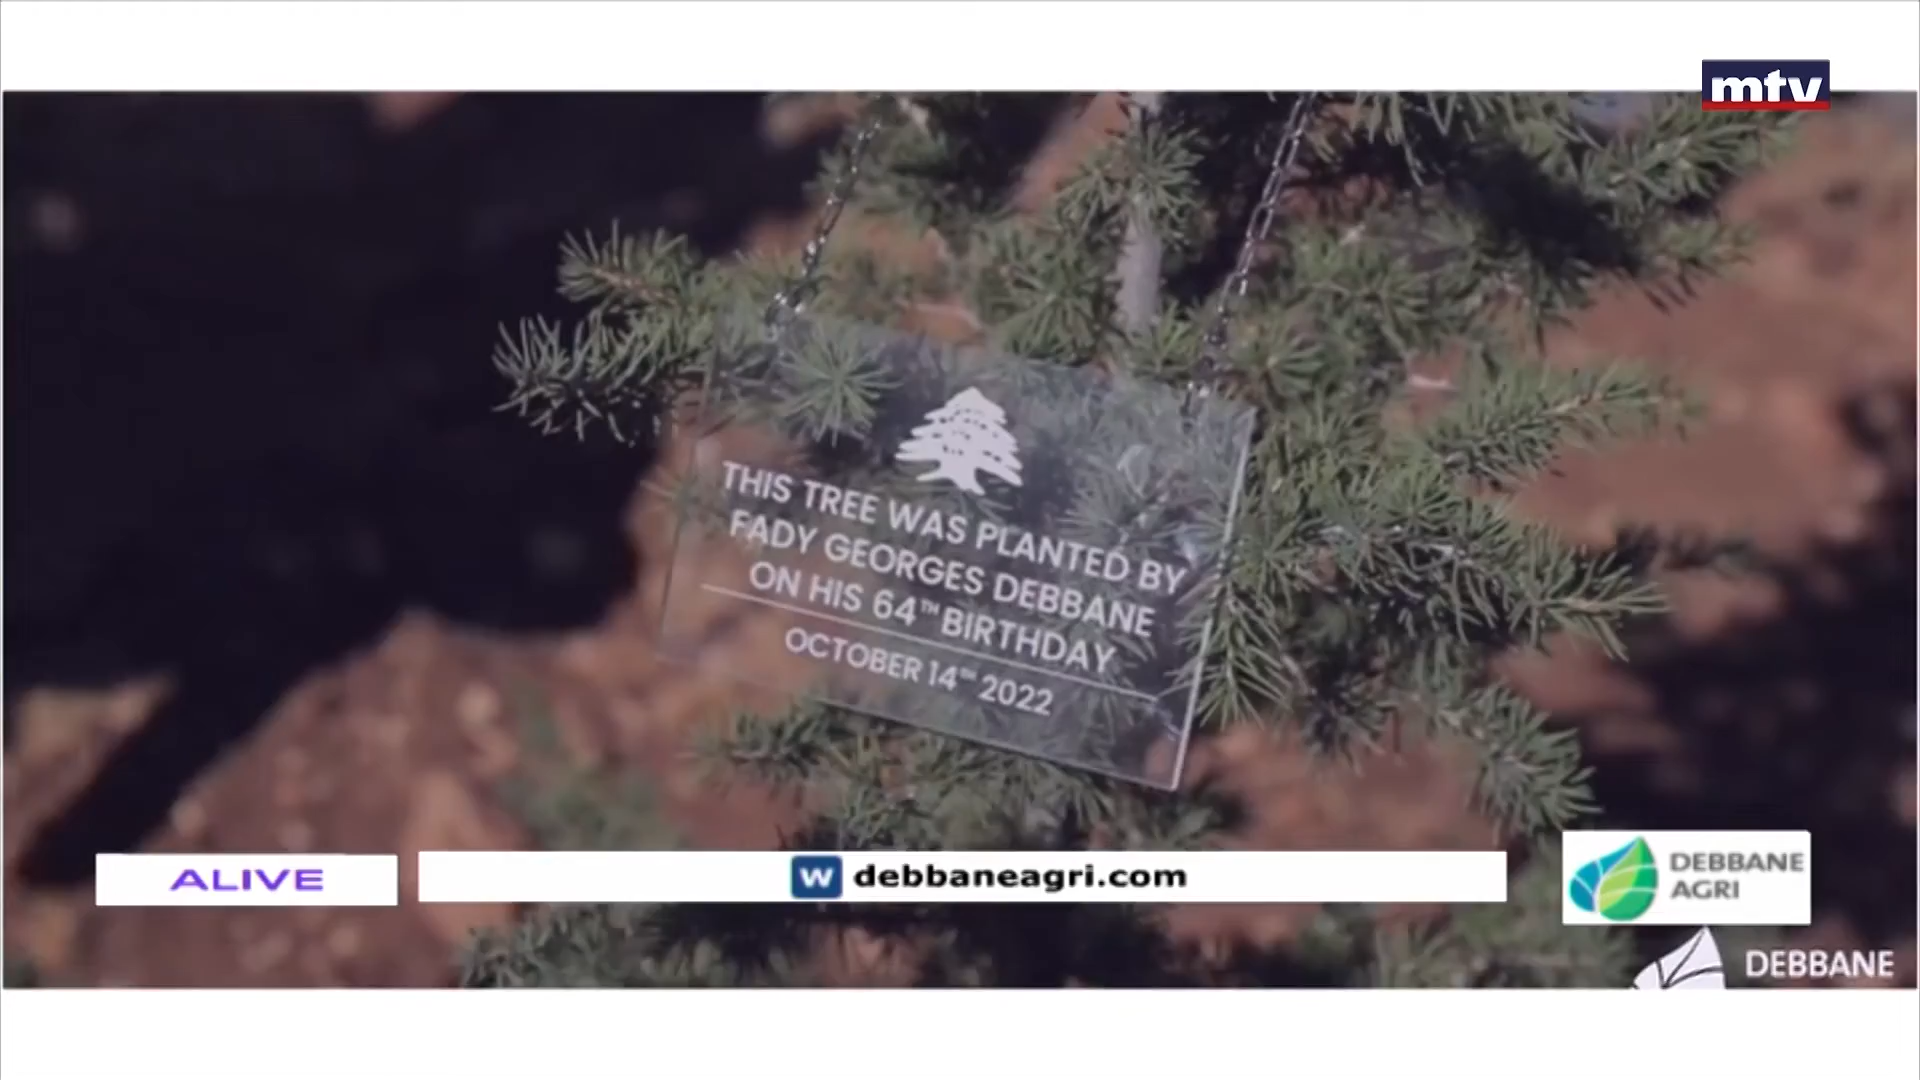 mtv
THIS TREE WAS PLANTED BY
FADY GEORGES DEBBANE
ON HIS 64TH BIRTHDAY
OCTOBER 14TH 2022
ALIVE
W debbaneagri.com
DEBBANE
AGRI
DEBBANE